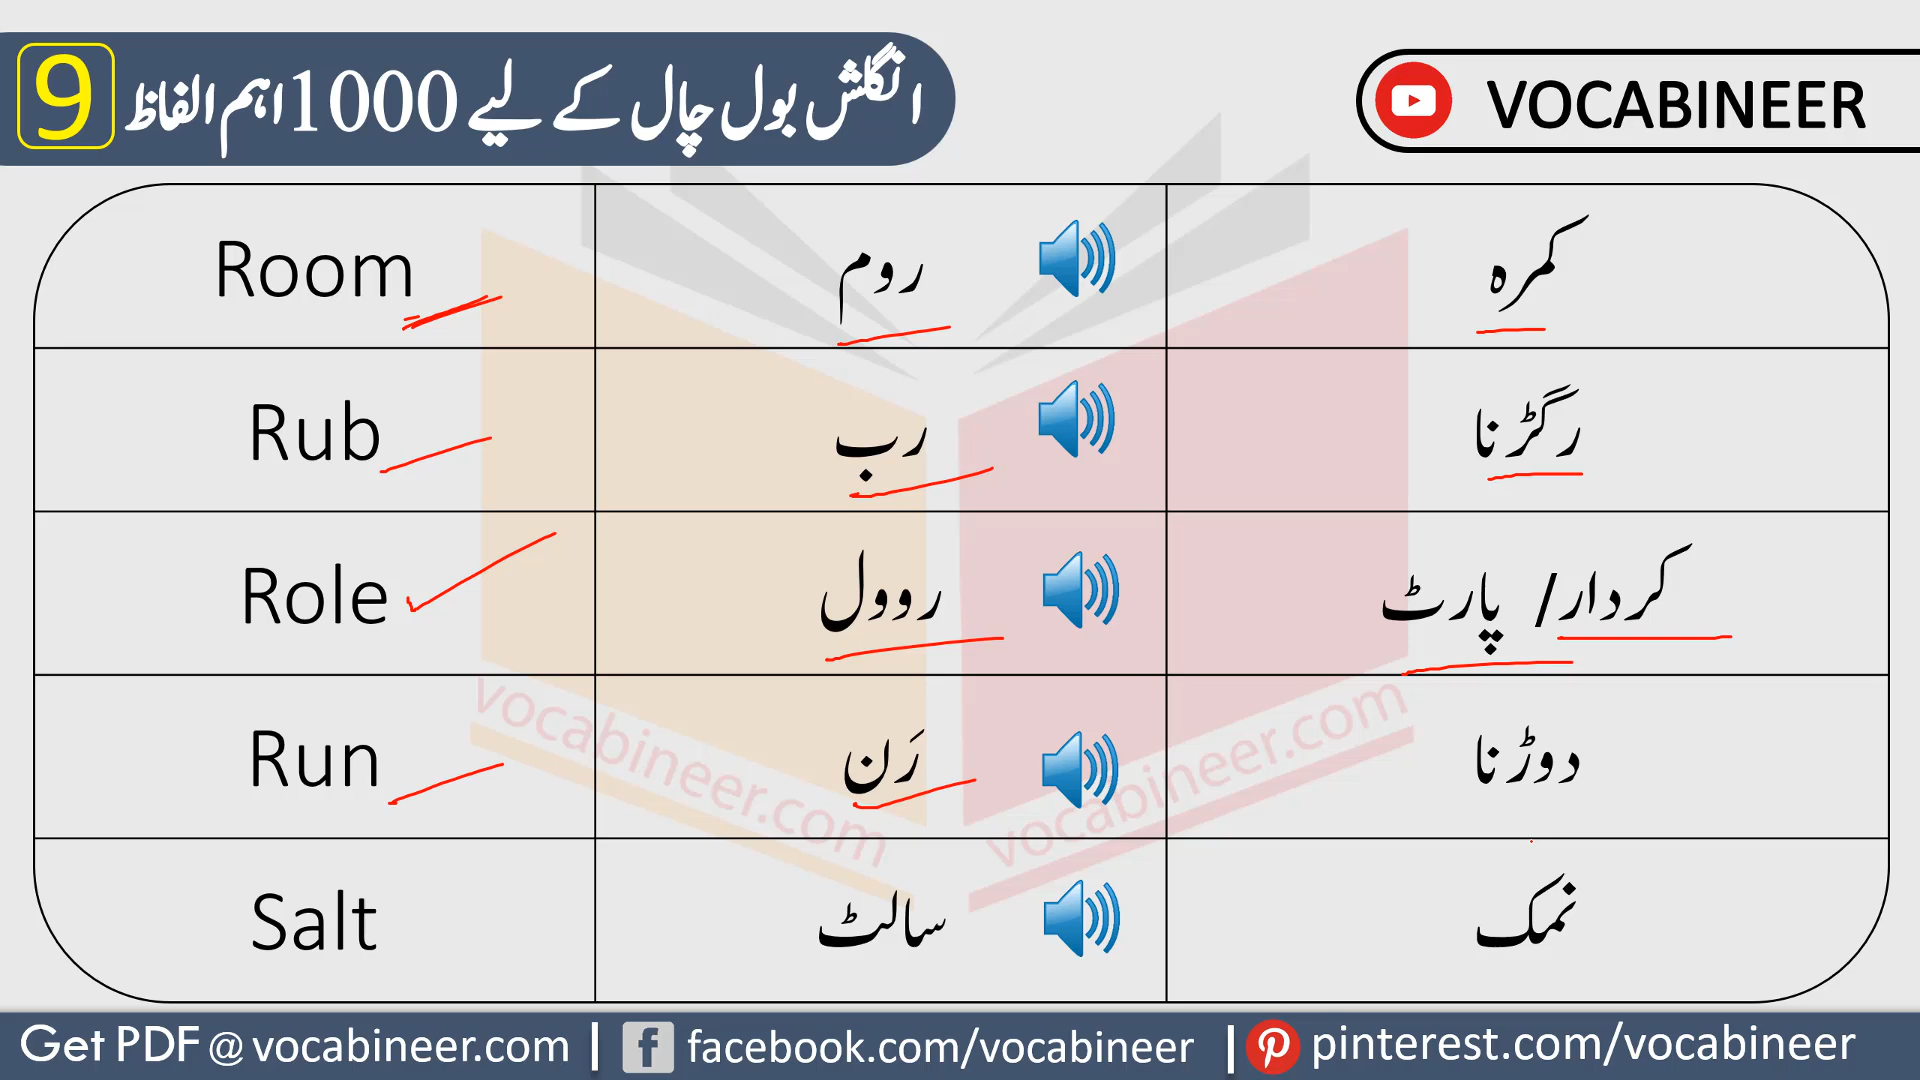 9 انگلش بول چال کے لیے 1000 اہم الفاظ
VOCABINEER
Room روم کمرہ
Rub رب رگڑنا
Role روول کردار/ پارٹ
Run رَن دوڑنا
Salt سالٹ نمک
vocabineer.com vocabineer.com
Get PDF @ vocabineer.com | facebook.com/vocabineer | pinterest.com/vocabineer